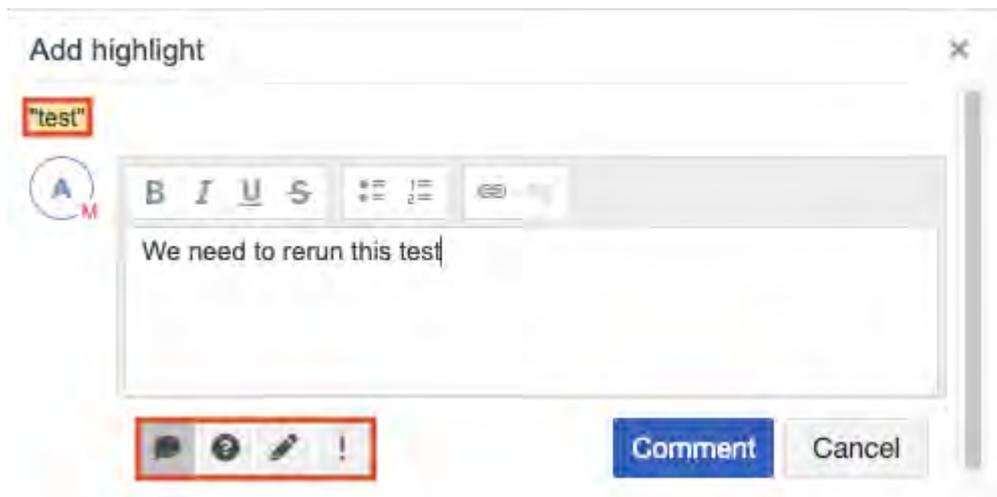 Add highlight ×
"test"
A
M
B I U S
We need to rerun this test
? !
Comment Cancel